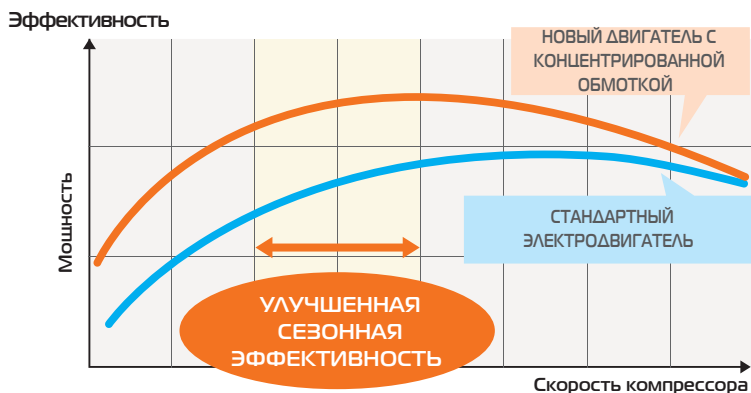 Эффективность
НОВЫЙ ДВИГАТЕЛЬ С
КОНЦЕНТРИРОВАННОЙ
ОБМОТКОЙ
Мощность
СТАНДАРТНЫЙ
ЭЛЕКТРОДВИГАТЕЛЬ
УЛУЧШЕННАЯ
СЕЗОННАЯ
ЭФФЕКТИВНОСТЬ
Скорость компрессора